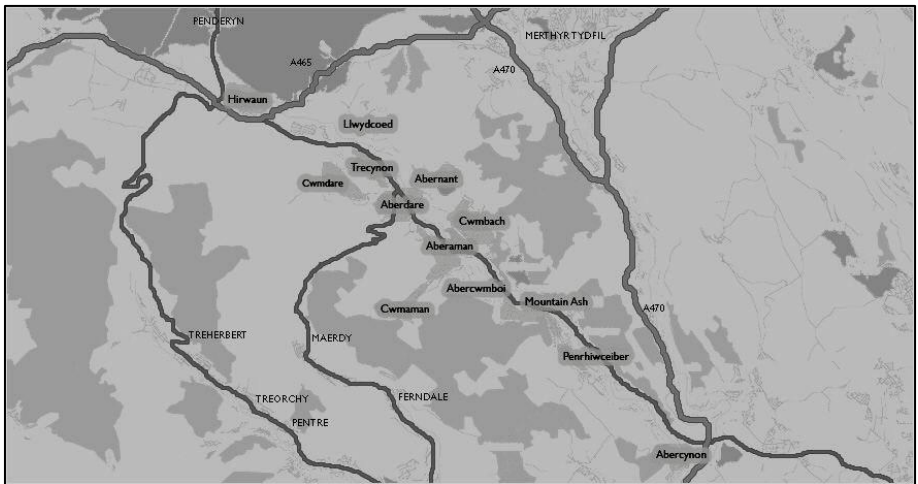 PENDERYN
MERTHYR TYDFIL
A465
A470
Hirwaun
Llwydcoed
Trecynon
Abernant
Cwmdare
Aberdare
Cwmbach
Aberaman
Abercwmboi
Mountain Ash
Cwmaman
A470
TREHERBERT
MAERDY
Penrhiwceiber
TREORCHY
FERNDALE
PENTRE
Abercynon